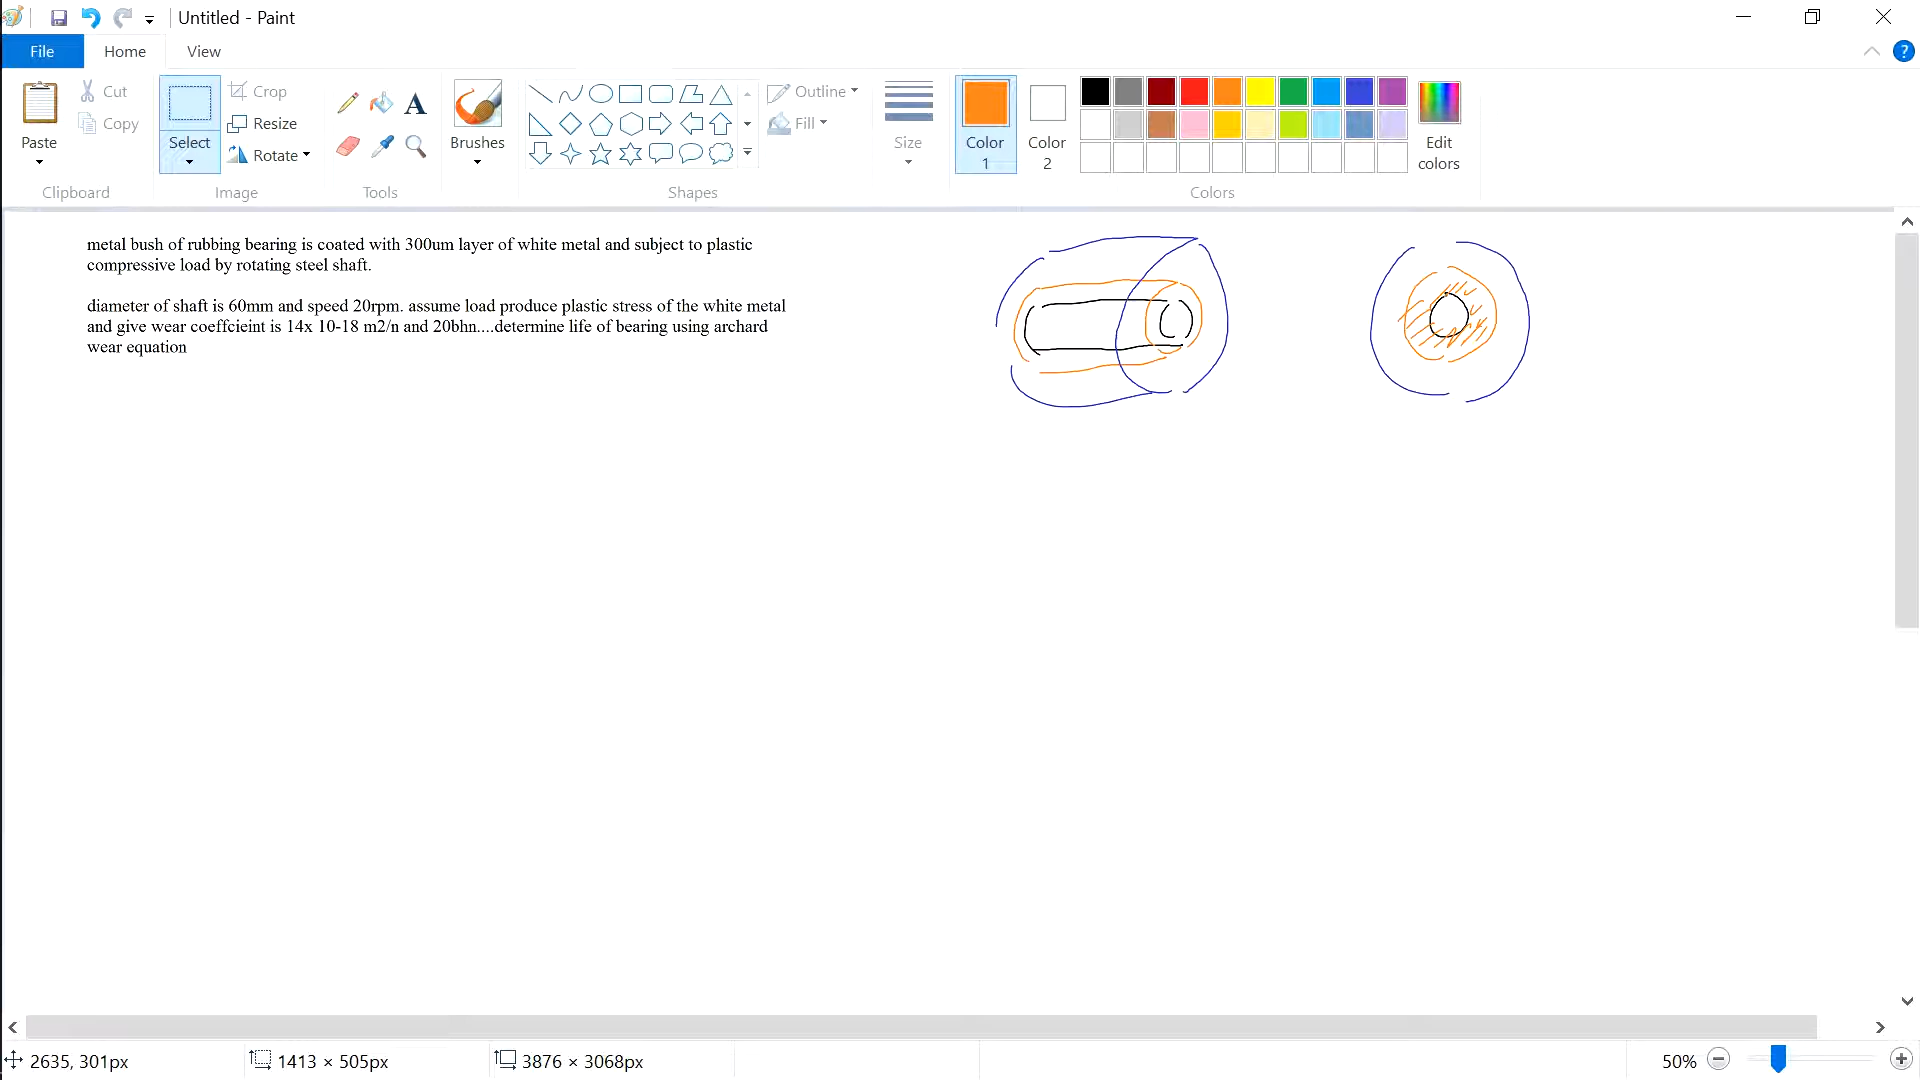 Untitled - Paint
File
Home
View
Paste
Cut
Copy
Clipboard
Select
Crop
Resize
Rotate
Image
A
Tools
Brushes
Shapes
Outline
Fill
Size
Color
1
Color
2
Edit
colors
Colors
?
metal bush of rubbing bearing is coated with 300um layer of white metal and subject to plastic
compressive load by rotating steel shaft.
diameter of shaft is 60mm and speed 20rpm. assume load produce plastic stress of the white metal
and give wear coeffcieint is 14x 10-18 m2/n and 20bhn....determine life of bearing using archard
wear equation
2635, 301px
1413 × 505px
3876 × 3068px
50%